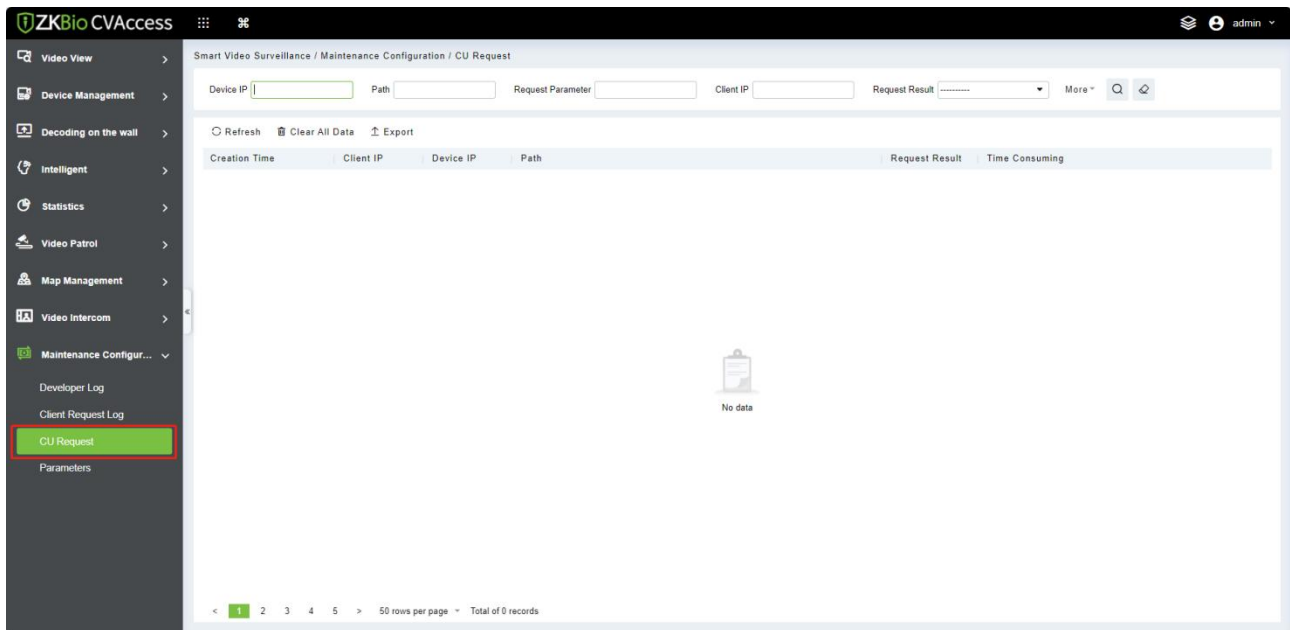 ZKBio CVAccess
admin
Video View
Device Management
Decoding on the wall
Intelligent
Statistics
Video Patrol
Map Management
Video Intercom
Maintenance Configur...
Developer Log
Client Request Log
CU Request
Parameters
Smart Video Surveillance / Maintenance Configuration / CU Request
Device IP Path Request Parameter Client IP Request Result ---------- More
Refresh Clear All Data Export
Creation Time Client IP Device IP Path Request Result Time Consuming
No data
< 1 2 3 4 5 > 50 rows per page Total of 0 records